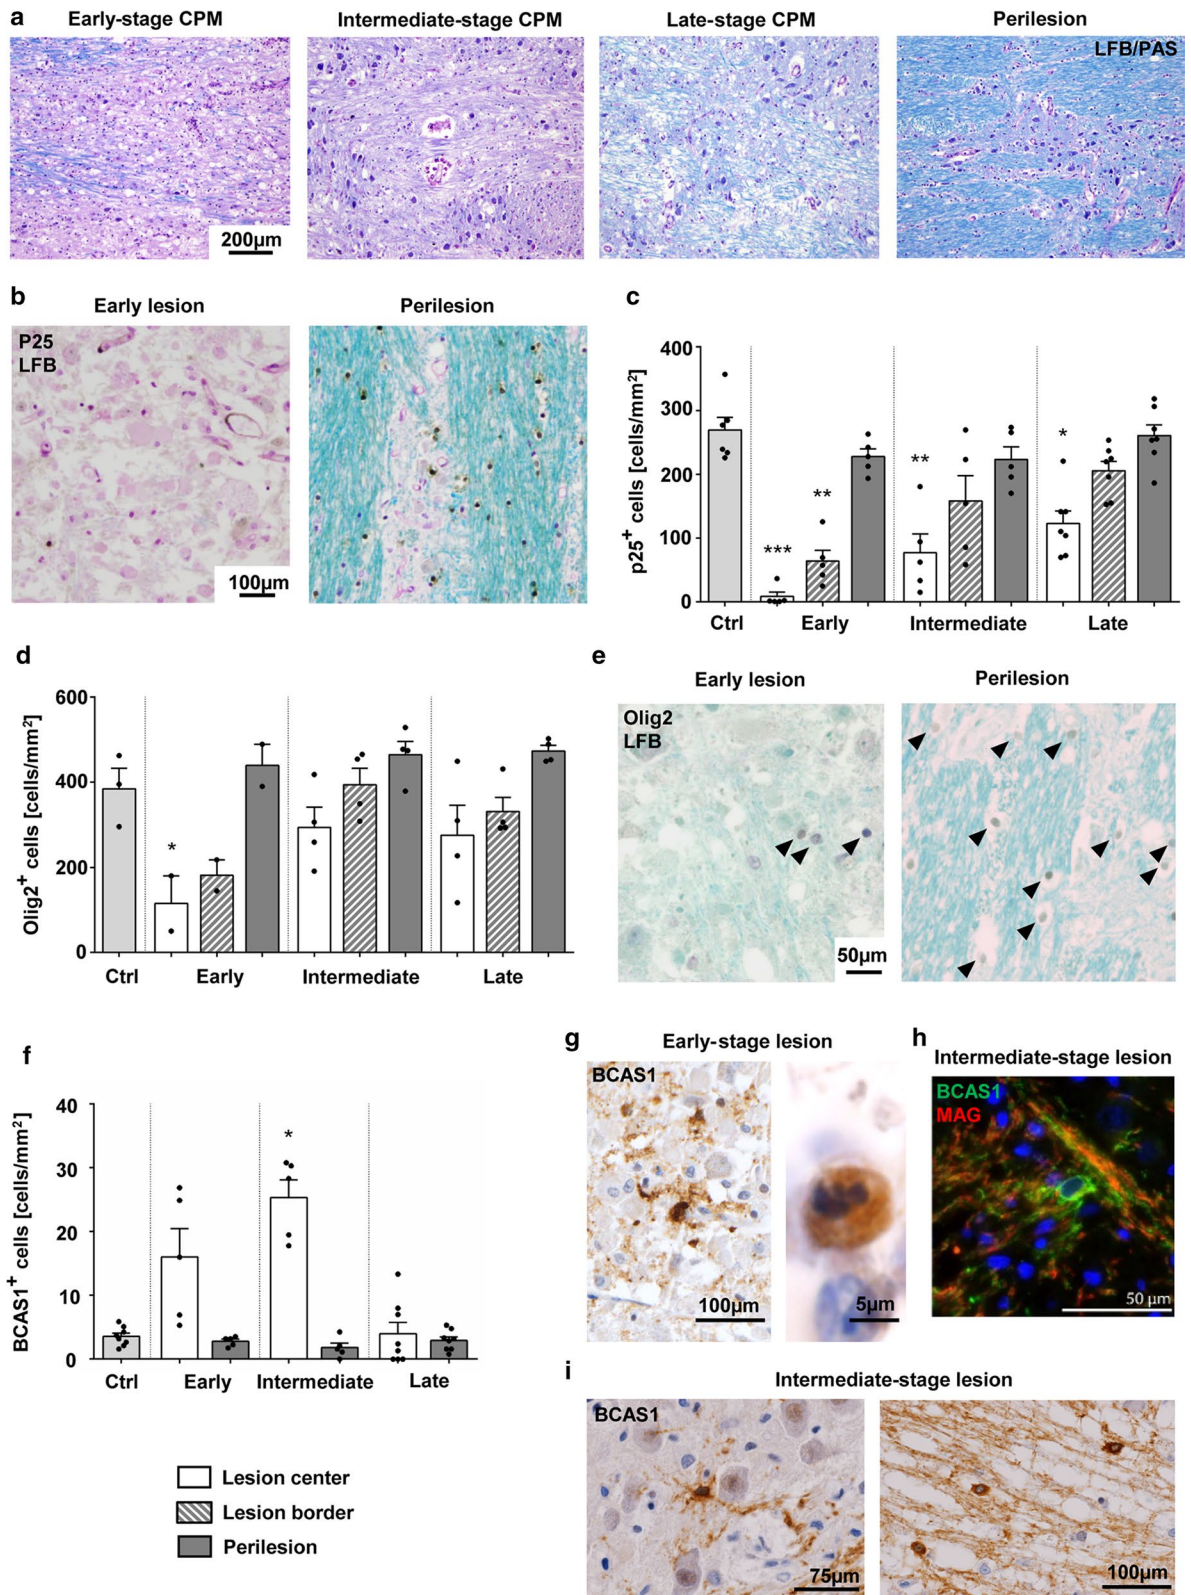 a
Early-stage CPM
Intermediate-stage CPM
Late-stage CPM
Perilesion
LFB/PAS
200µm
b
Early lesion
Perilesion
P25
LFB
100µm
c
p25+ cells [cells/mm²]
400
300
200
100
0
***
**
**
*
Ctrl
Early
Intermediate
Late
d
Olig2+ cells [cells/mm²]
600
400
200
0
*
Ctrl
Early
Intermediate
Late
e
Early lesion
Perilesion
Olig2
LFB
50µm
f
BCAS1+ cells [cells/mm²]
40
30
20
10
0
*
Ctrl
Early
Intermediate
Late
Lesion center
Lesion border
Perilesion
g
Early-stage lesion
BCAS1
100µm
5µm
h
Intermediate-stage lesion
BCAS1
MAG
50 µm
i
Intermediate-stage lesion
BCAS1
75µm
100µm